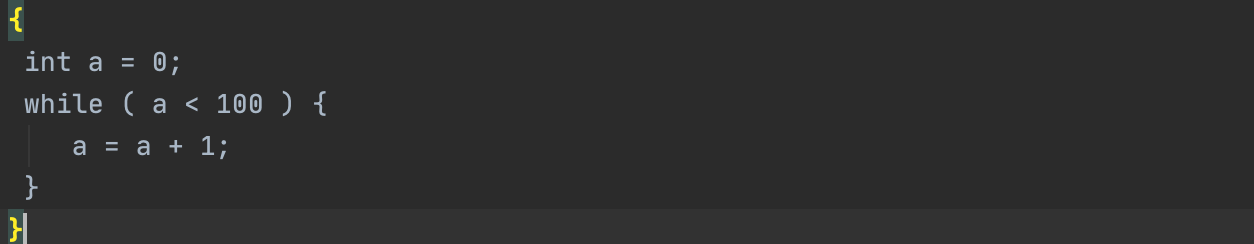 {
 int a = 0;
 while ( a < 100 ) {
    a = a + 1;
 }
}